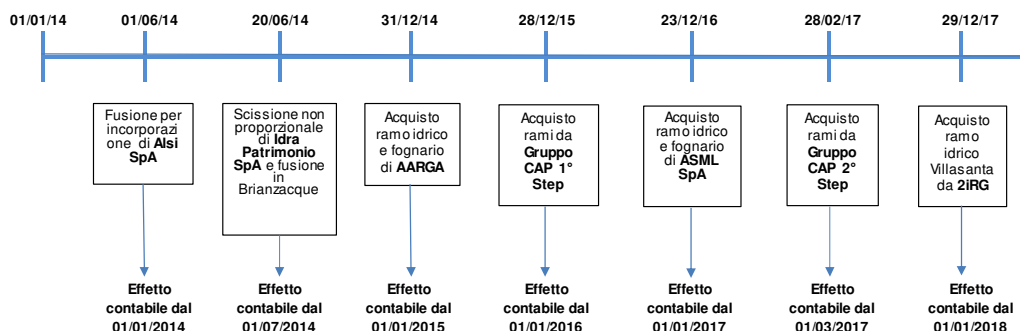 01/01/14
01/06/14
20/06/14
31/12/14
28/12/15
23/12/16
28/02/17
29/12/17
Fusione per
incorporazi
one di Alsi
SpA
Scissione non
proporzionale
di Idra
Patrimonio
SpA e fusione
in
Brianzacque
Acquisto
ramo idrico
e fognario
di AARGA
Acquisto
rami da
Gruppo
CAP 1°
Step
Acquisto
ramo idrico
e fognario
di ASML
SpA
Acquisto
rami da
Gruppo
CAP 2°
Step
Acquisto
ramo
idrico
Villasanta
da 2iRG
Effetto
contabile dal
01/01/2014
Effetto
contabile dal
01/07/2014
Effetto
contabile dal
01/01/2015
Effetto
contabile dal
01/01/2016
Effetto
contabile dal
01/01/2017
Effetto
contabile dal
01/03/2017
Effetto
contabile dal
01/01/2018